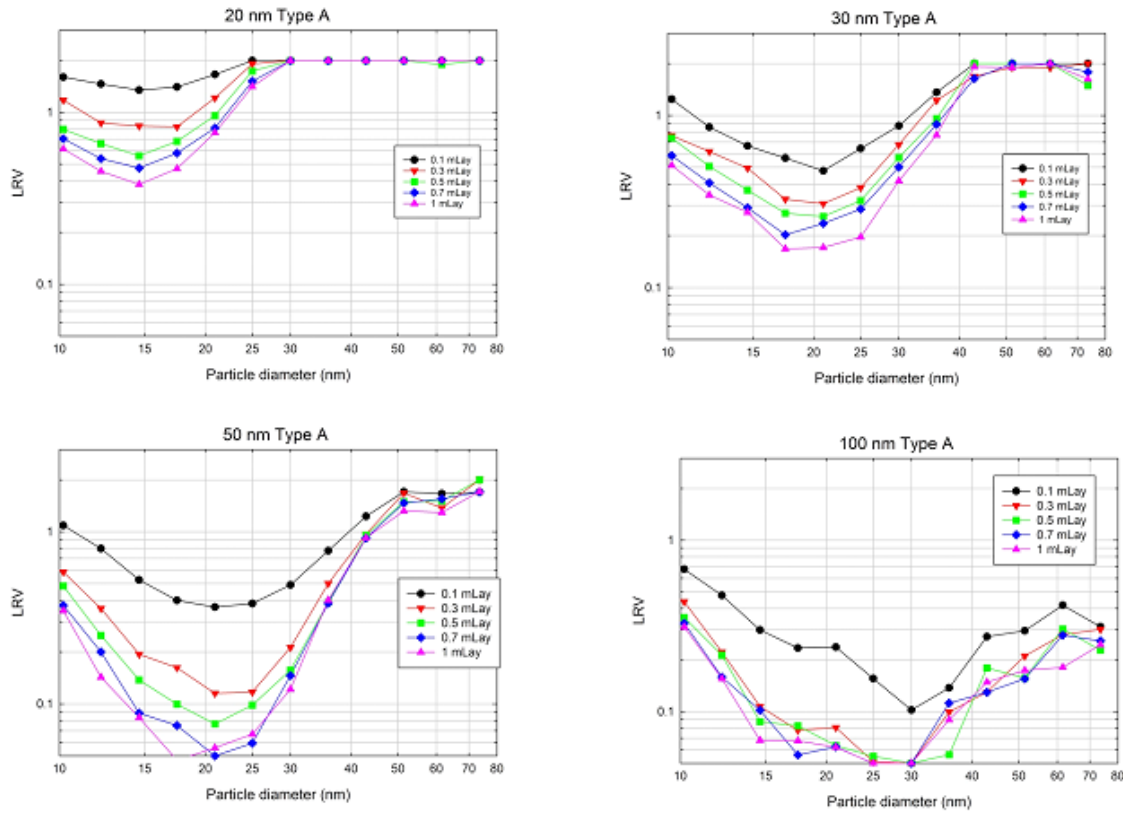 20 nm Type A
LRV
1
0.1
10 15 20 25 30 40 50 60 70 80
Particle diameter (nm)
0.1 mLay
0.3 mLay
0.5 mLay
0.7 mLay
1 mLay
30 nm Type A
LRV
1
0.1
10 15 20 25 30 40 50 60 70 80
Particle diameter (nm)
0.1 mLay
0.3 mLay
0.5 mLay
0.7 mLay
1 mLay
50 nm Type A
LRV
1
0.1
10 15 20 25 30 40 50 60 70 80
Particle diameter (nm)
0.1 mLay
0.3 mLay
0.5 mLay
0.7 mLay
1 mLay
100 nm Type A
LRV
1
0.1
10 15 20 25 30 40 50 60 70 80
Particle diameter (nm)
0.1 mLay
0.3 mLay
0.5 mLay
0.7 mLay
1 mLay